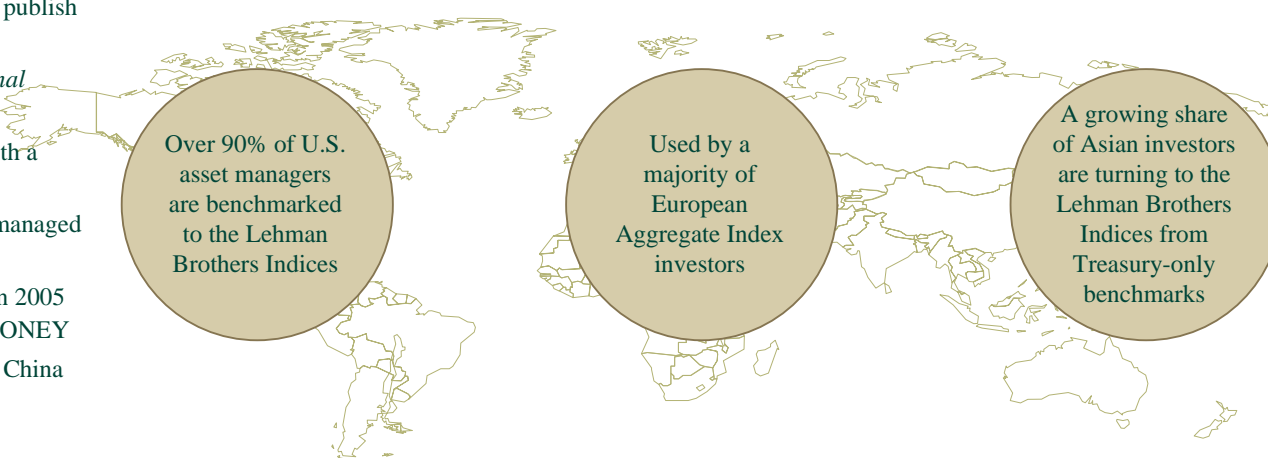 publish
nal
th a
managed
n 2005
ONEY
China
Over 90% of U.S.
asset managers
are benchmarked
to the Lehman
Brothers Indices
Used by a
majority of
European
Aggregate Index
investors
A growing share
of Asian investors
are turning to the
Lehman Brothers
Indices from
Treasury-only
benchmarks